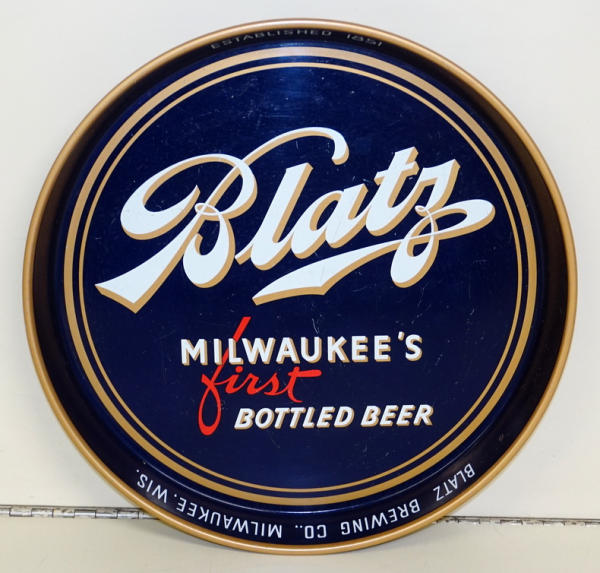 ESTABLISHED 1851
Blatz
MILWAUKEE'S
first
BOTTLED BEER
BLATZ BREWING CO., MILWAUKEE, WIS.